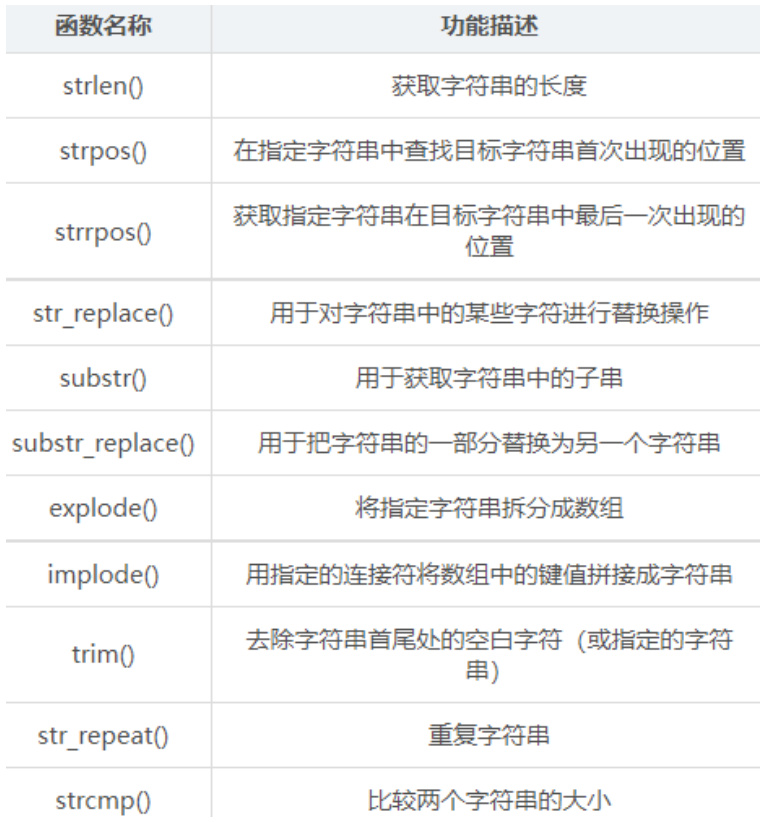 函数名称 功能描述
strlen() 获取字符串的长度
strpos() 在指定字符串中查找目标字符串首次出现的位置
strrpos() 获取指定字符串在目标字符串中最后一次出现的
位置
str_replace() 用于对字符串中的某些字符进行替换操作
substr() 用于获取字符串中的子串
substr_replace() 用于把字符串的一部分替换为另一个字符串
explode() 将指定字符串拆分成数组
implode() 用指定的连接符将数组中的键值拼接成字符串
trim() 去除字符串首尾处的空白字符（或指定的字符
串）
str_repeat() 重复字符串
strcmp() 比较两个字符串的大小